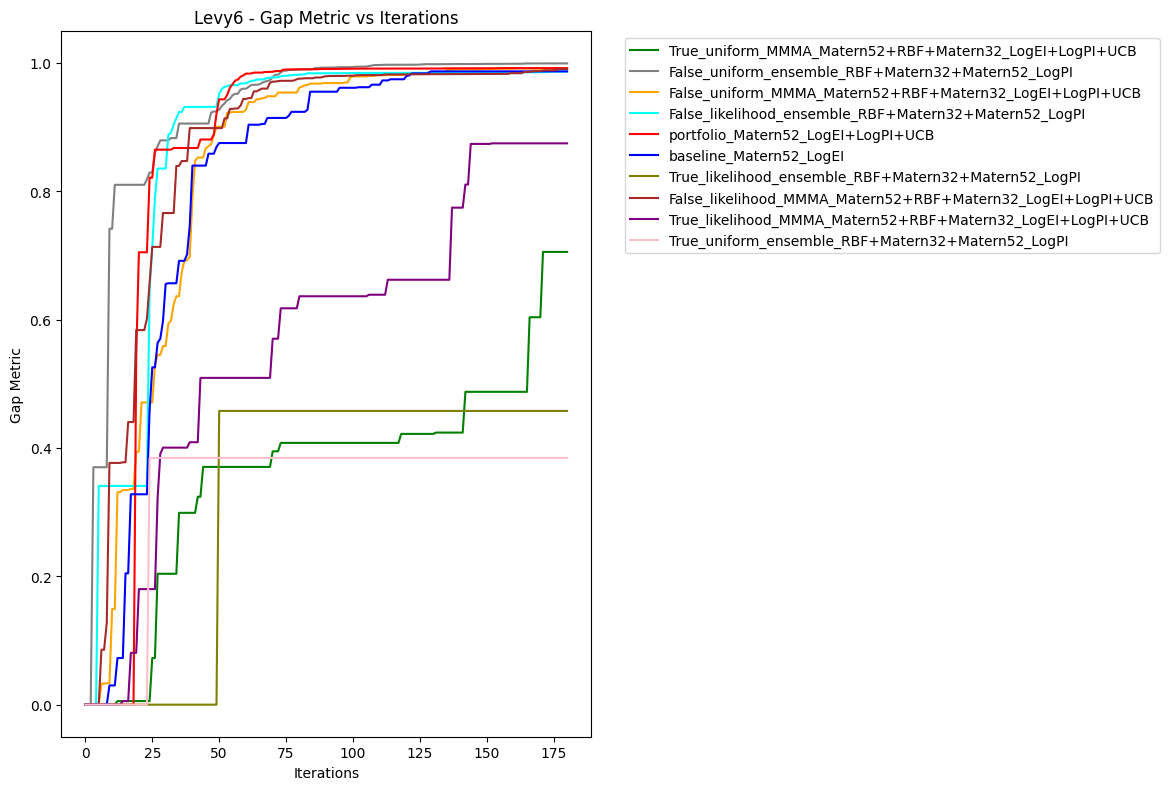 Levy6 - Gap Metric vs Iterations
True_uniform_MMMA_Matern52+RBF+Matern32_LogEI+LogPI+UCB
False_uniform_ensemble_RBF+Matern32+Matern52_LogPI
False_uniform_MMMA_Matern52+RBF+Matern32_LogEI+LogPI+UCB
False_likelihood_ensemble_RBF+Matern32+Matern52_LogPI
portfolio_Matern52_LogEI+LogPI+UCB
baseline_Matern52_LogEI
True_likelihood_ensemble_RBF+Matern32+Matern52_LogPI
False_likelihood_MMMA_Matern52+RBF+Matern32_LogEI+LogPI+UCB
True_likelihood_MMMA_Matern52+RBF+Matern32_LogEI+LogPI+UCB
True_uniform_ensemble_RBF+Matern32+Matern52_LogPI
Gap Metric
1.0
0.8
0.6
0.4
0.2
0.0
0 25 50 75 100 125 150 175
Iterations